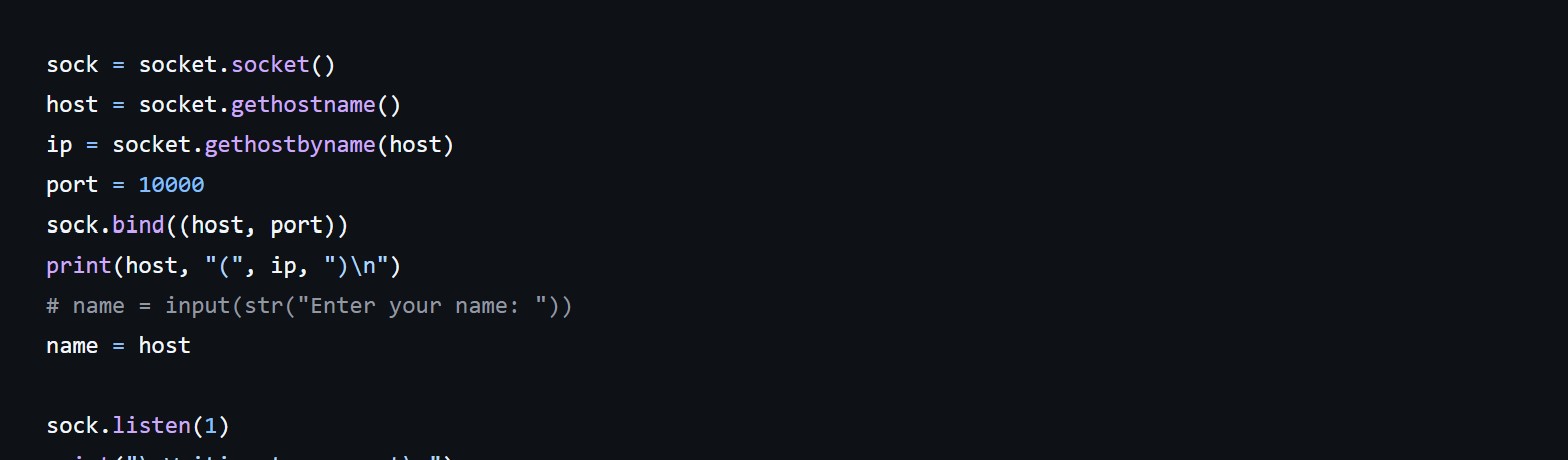 sock = socket.socket()
host = socket.gethostname()
ip = socket.gethostbyname(host)
port = 10000
sock.bind((host, port))
print(host, "(", ip, ")\n")
# name = input(str("Enter your name: "))
name = host
sock.listen(1)